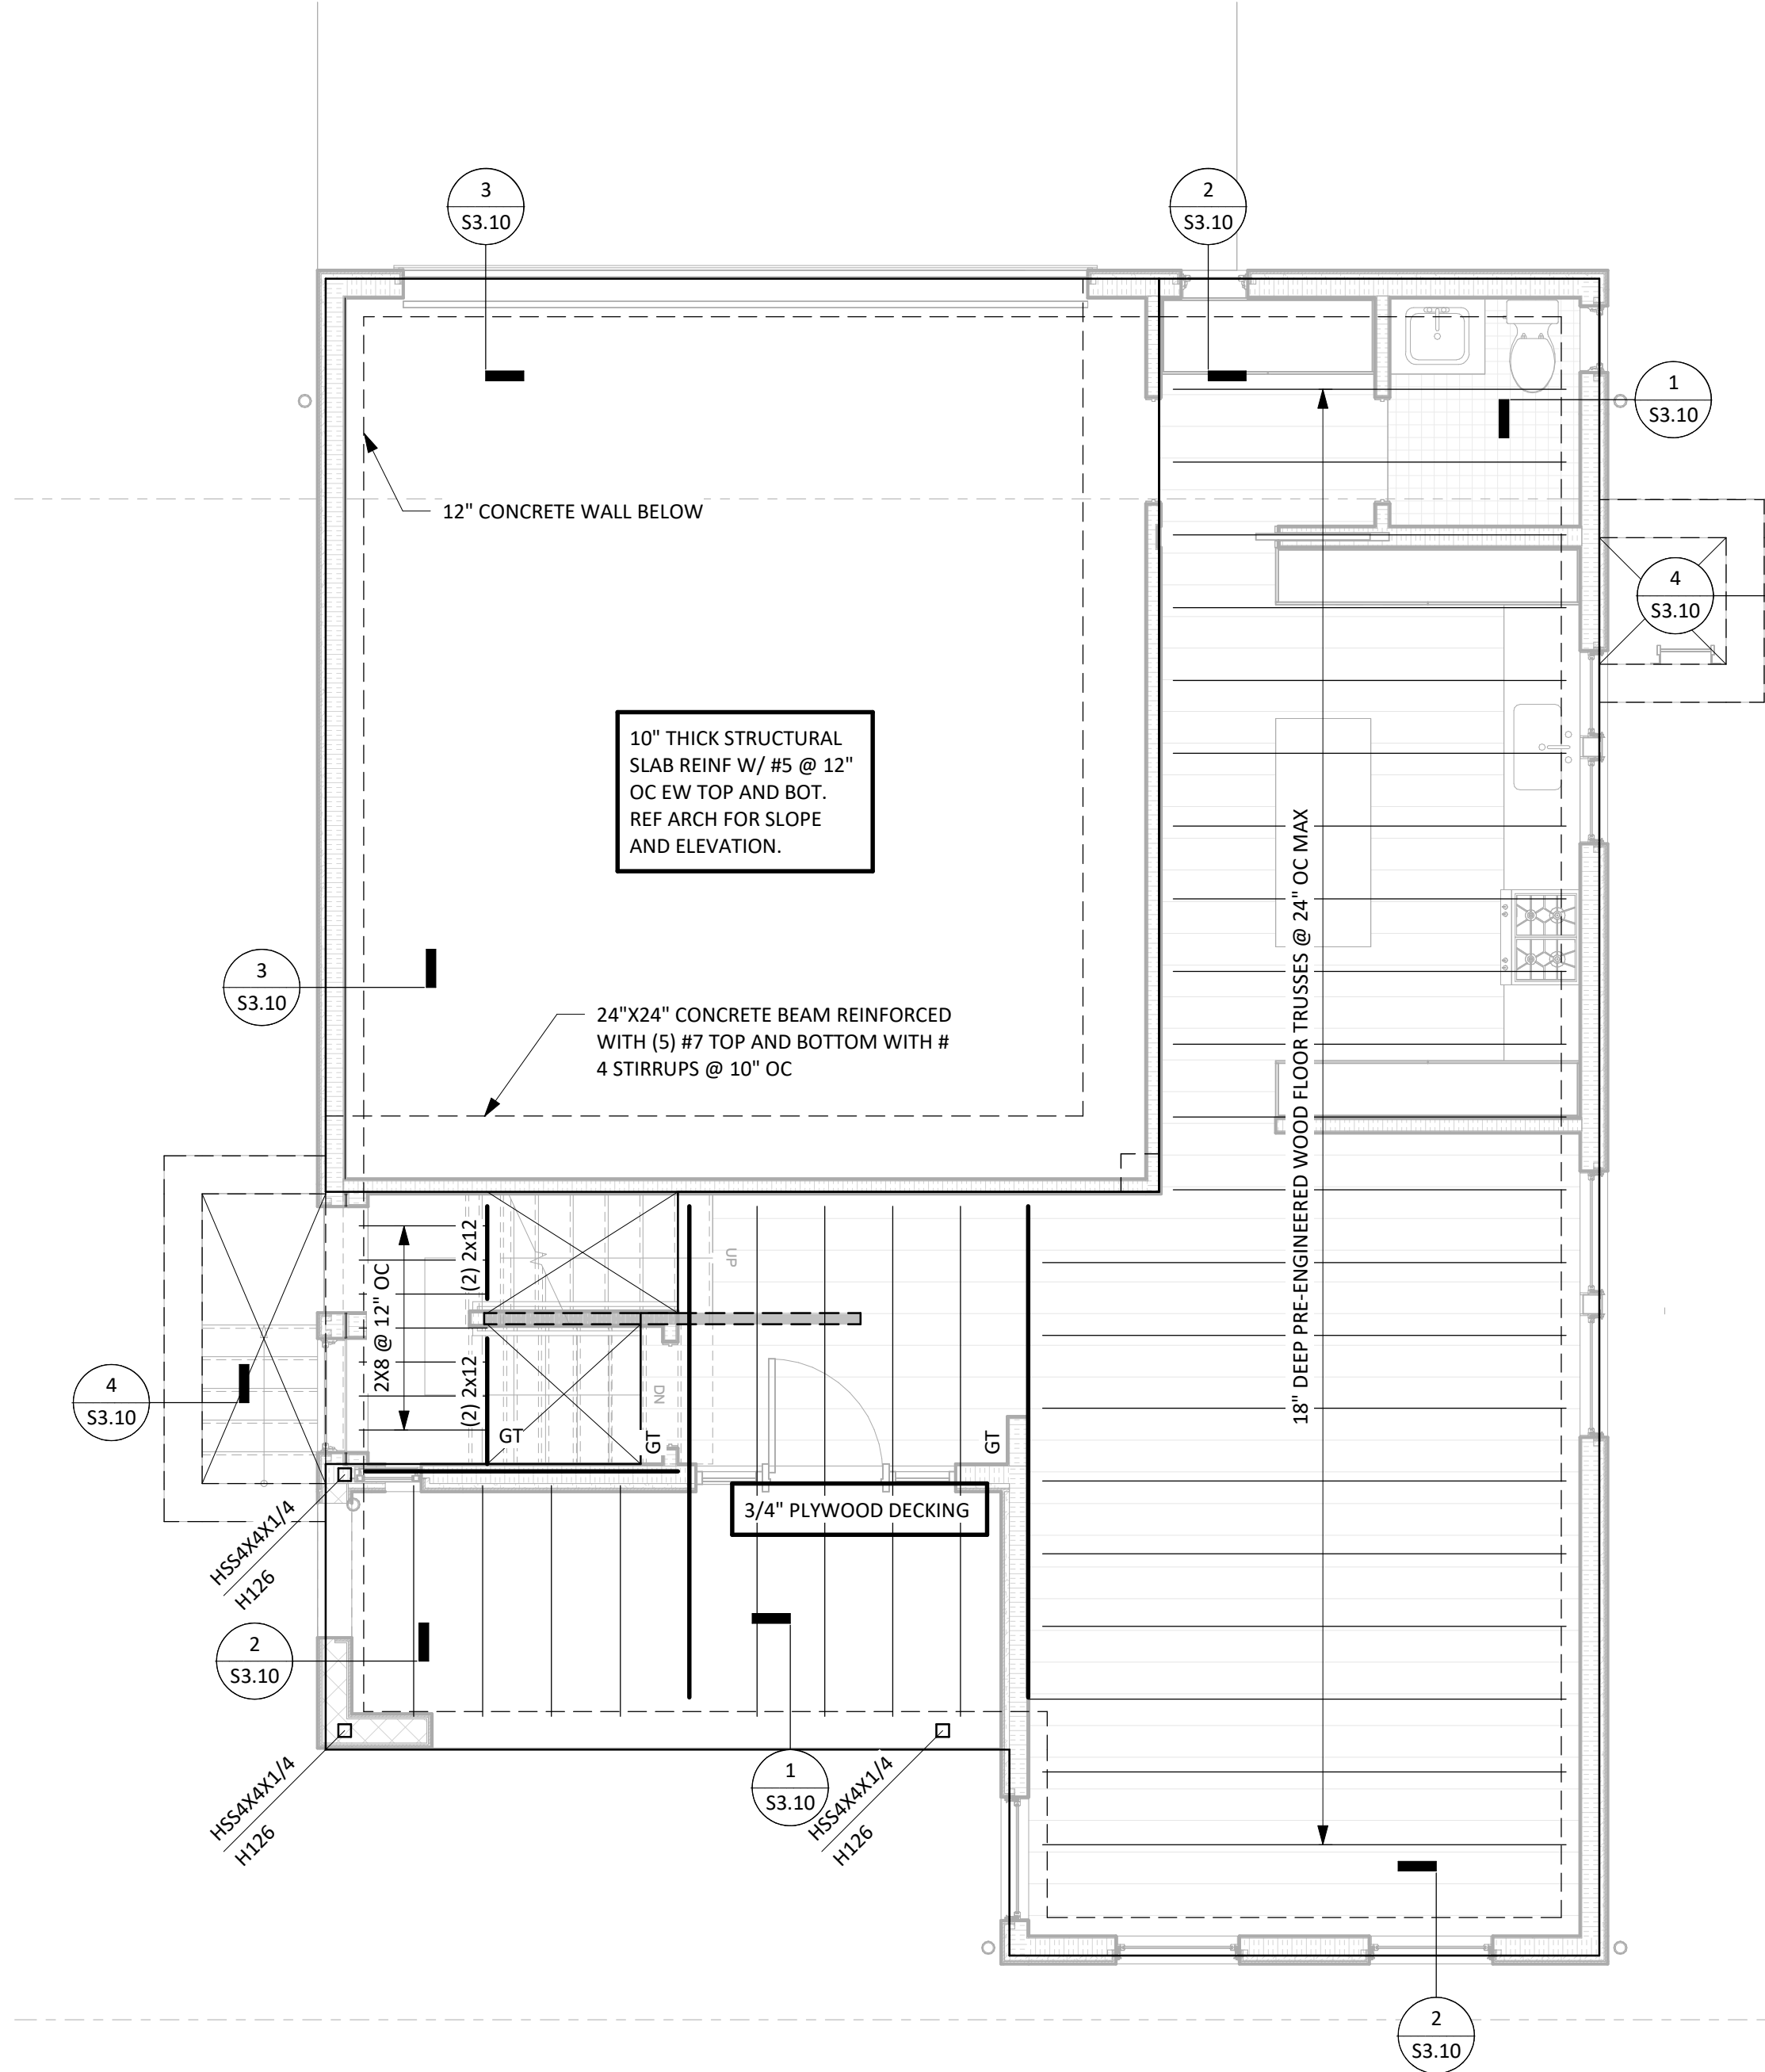 3
S3.10
2
S3.10
1
S3.10
12" CONCRETE WALL BELOW
4
S3.10
10" THICK STRUCTURAL
SLAB REINF W/ #5 @ 12"
OC EW TOP AND BOT.
REF ARCH FOR SLOPE
AND ELEVATION.
18" DEEP PRE-ENGINEERED WOOD FLOOR TRUSSES @ 24" OC MAX
3
S3.10
24"X24" CONCRETE BEAM REINFORCED
WITH (5) #7 TOP AND BOTTOM WITH #
4 STIRRUPS @ 10" OC
2X8 @ 12" OC
(2) 2x12
(2) 2x12
UP
DN
4
S3.10
GT
GT
GT
3/4" PLYWOOD DECKING
HSS4X4X1/4
H126
2
S3.10
1
S3.10
HSS4X4X1/4
H126
HSS4X4X1/4
H126
2
S3.10